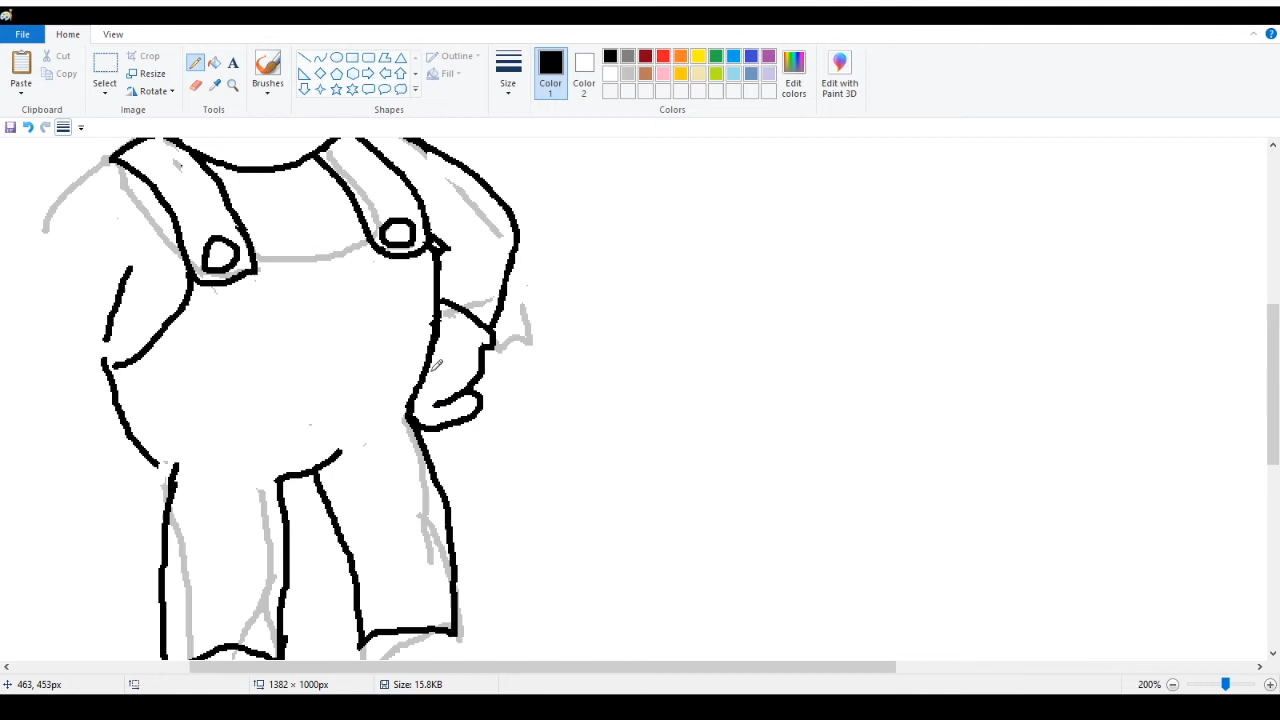 File Home View
Paste Cut Copy Select Crop Resize Rotate A Brushes Outline Fill Size Color 1 Color 2 Edit colors Edit with Paint 3D
Clipboard Image Tools Shapes Colors
463, 453px 1382 × 1000px Size: 15.8KB 200%